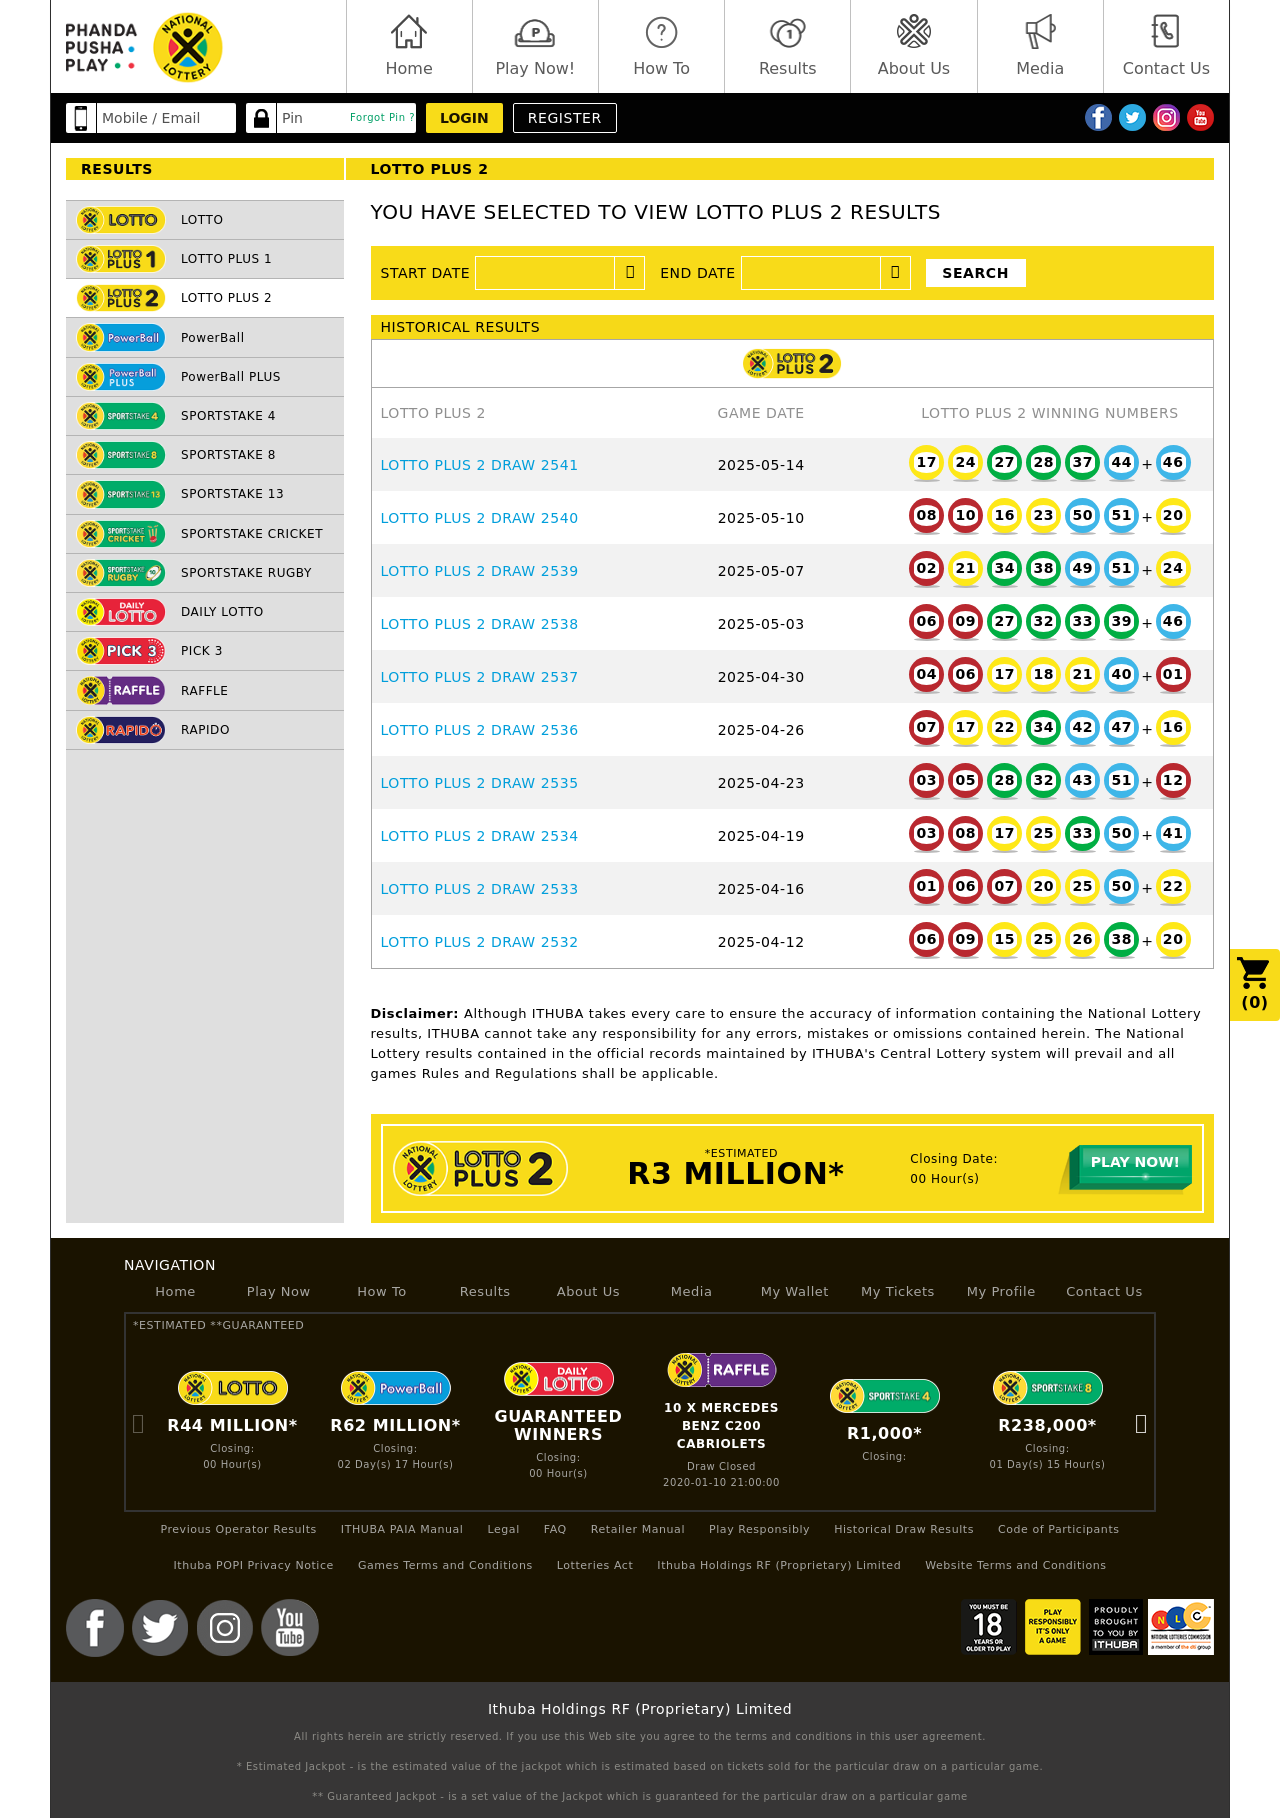 PHANDA
PUSHA
PLAY
NATIONAL
LOTTERY
Home
Play Now!
How To
Results
About Us
Media
Contact Us
Mobile / Email
Pin
Forgot Pin ?
LOGIN
REGISTER
RESULTS
LOTTO
LOTTO PLUS 1
LOTTO PLUS 2
PowerBall
PowerBall PLUS
SPORTSTAKE 4
SPORTSTAKE 8
SPORTSTAKE 13
SPORTSTAKE CRICKET
SPORTSTAKE RUGBY
DAILY LOTTO
PICK 3
RAFFLE
RAPIDO
LOTTO PLUS 2
YOU HAVE SELECTED TO VIEW LOTTO PLUS 2 RESULTS
START DATE
END DATE
SEARCH
HISTORICAL RESULTS
LOTTO PLUS 2
LOTTO PLUS 2 GAME DATE LOTTO PLUS 2 WINNING NUMBERS
LOTTO PLUS 2 DRAW 2541 2025-05-14 17 24 27 28 37 44 + 46
LOTTO PLUS 2 DRAW 2540 2025-05-10 08 10 16 23 50 51 + 20
LOTTO PLUS 2 DRAW 2539 2025-05-07 02 21 34 38 49 51 + 24
LOTTO PLUS 2 DRAW 2538 2025-05-03 06 09 27 32 33 39 + 46
LOTTO PLUS 2 DRAW 2537 2025-04-30 04 06 17 18 21 40 + 01
LOTTO PLUS 2 DRAW 2536 2025-04-26 07 17 22 34 42 47 + 16
LOTTO PLUS 2 DRAW 2535 2025-04-23 03 05 28 32 43 51 + 12
LOTTO PLUS 2 DRAW 2534 2025-04-19 03 08 17 25 33 50 + 41
LOTTO PLUS 2 DRAW 2533 2025-04-16 01 06 07 20 25 50 + 22
LOTTO PLUS 2 DRAW 2532 2025-04-12 06 09 15 25 26 38 + 20
(0)
Disclaimer: Although ITHUBA takes every care to ensure the accuracy of information containing the National Lottery
results, ITHUBA cannot take any responsibility for any errors, mistakes or omissions contained herein. The National
Lottery results contained in the official records maintained by ITHUBA's Central Lottery system will prevail and all
games Rules and Regulations shall be applicable.
NATIONAL LOTTERY LOTTO PLUS 2
*ESTIMATED
R3 MILLION*
Closing Date:
00 Hour(s)
PLAY NOW!
NAVIGATION
Home Play Now How To Results About Us Media My Wallet My Tickets My Profile Contact Us
*ESTIMATED **GUARANTEED
LOTTO
R44 MILLION*
Closing:
00 Hour(s)
PowerBall
R62 MILLION*
Closing:
02 Day(s) 17 Hour(s)
DAILY LOTTO
GUARANTEED
WINNERS
Closing:
00 Hour(s)
RAFFLE
10 X MERCEDES
BENZ C200
CABRIOLETS
Draw Closed
2020-01-10 21:00:00
SPORTSTAKE 4
R1,000*
Closing:
SPORTSTAKE 8
R238,000*
Closing:
01 Day(s) 15 Hour(s)
Previous Operator Results ITHUBA PAIA Manual Legal FAQ Retailer Manual Play Responsibly Historical Draw Results Code of Participants
Ithuba POPI Privacy Notice Games Terms and Conditions Lotteries Act Ithuba Holdings RF (Proprietary) Limited Website Terms and Conditions
You
Tube
YOU MUST BE
18
YEARS OR
OLDER TO PLAY
PLAY
RESPONSIBLY
IT'S ONLY
A GAME
PROUDLY
BROUGHT
TO YOU BY
ITHUBA
NLC
NATIONAL LOTTERIES COMMISSION
a member of the dti group
Ithuba Holdings RF (Proprietary) Limited
All rights herein are strictly reserved. If you use this Web site you agree to the terms and conditions in this user agreement.
* Estimated Jackpot - is the estimated value of the jackpot which is estimated based on tickets sold for the particular draw on a particular game.
** Guaranteed Jackpot - is a set value of the Jackpot which is guaranteed for the particular draw on a particular game